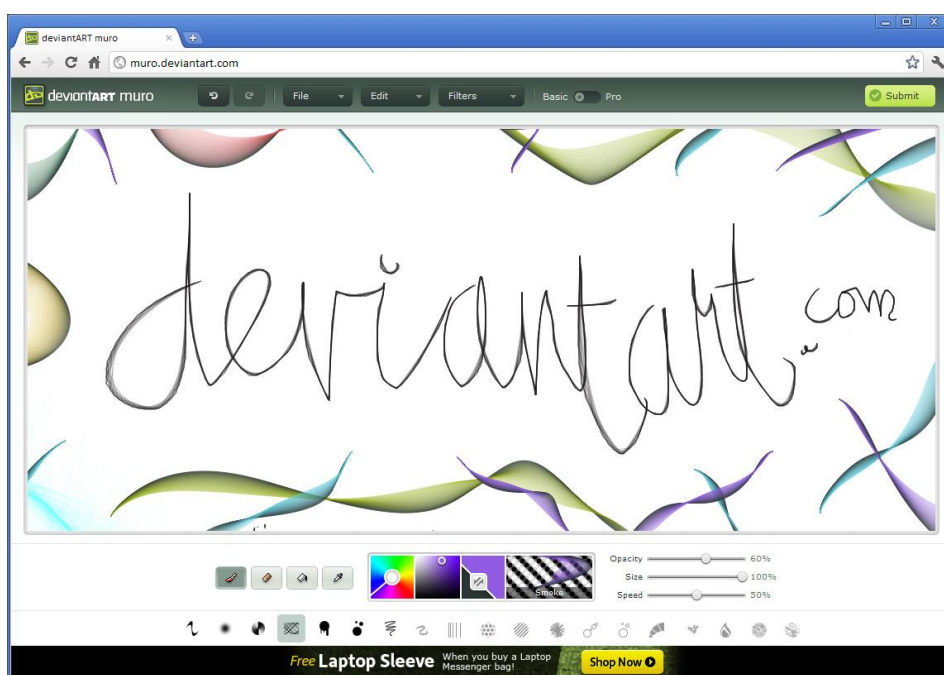 deviantART muro
muro.deviantart.com
deviantART muro File Edit Filters Basic Pro Submit
deviantart.com
Smoke
Opacity 60%
Size 100%
Speed 50%
Free Laptop Sleeve When you buy a Laptop Messenger bag! Shop Now